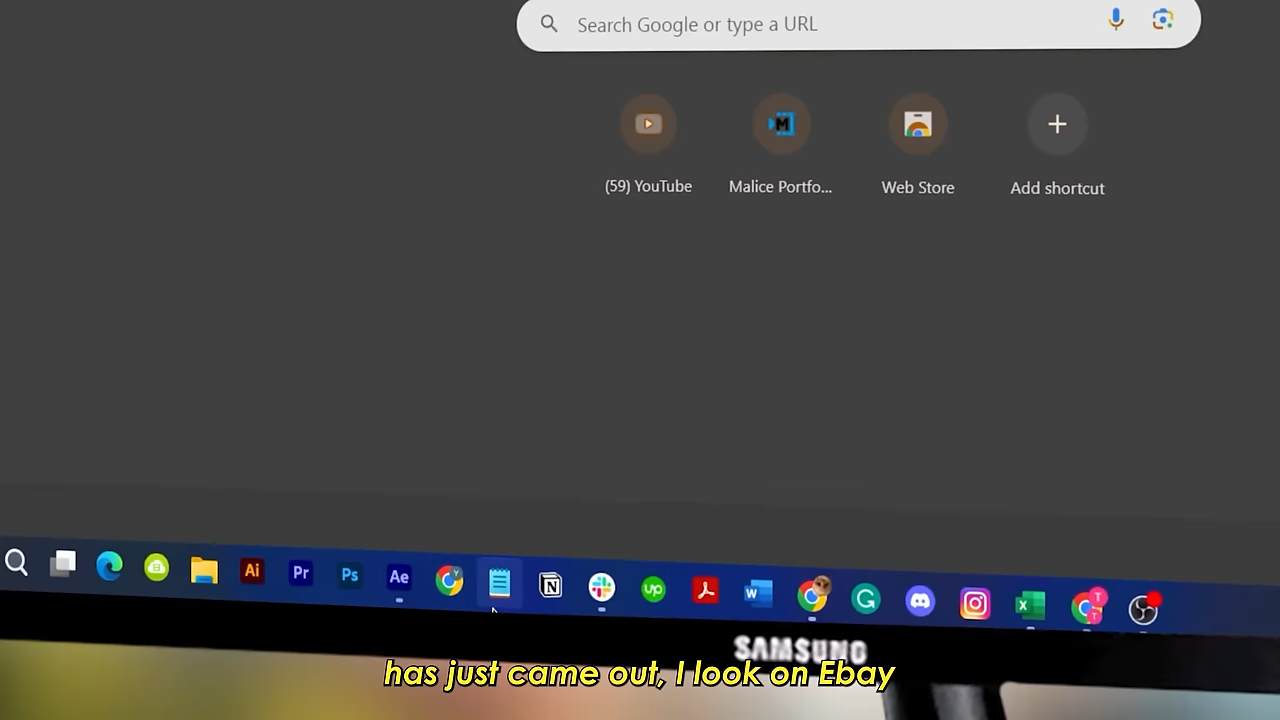 Search Google or type a URL
(59) YouTube
Malice Portfo...
Web Store
Add shortcut
Ai
Pr
Ps
Ae
Y
N
up
W
G
X
T
T
SAMSUNG
has just came out, I look on Ebay